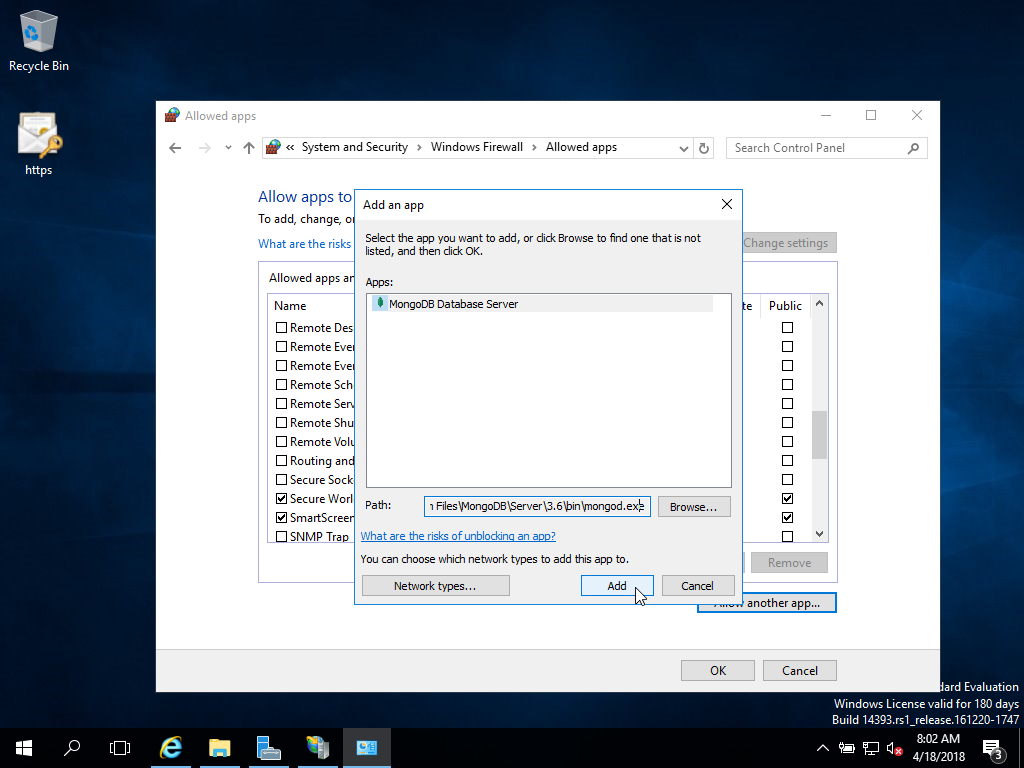 Recycle Bin
https
Allowed apps
« System and Security > Windows Firewall > Allowed apps
Search Control Panel
Allow apps to
To add, change, or
What are the risks
Change settings
Allowed apps an
Name
te
Public
Remote Des
Remote Eve
Remote Eve
Remote Sch
Remote Serv
Remote Shu
Remote Volu
Routing and
Secure Sock
Secure Worl
SmartScreen
SNMP Trap
Remove
Allow another app...
OK
Cancel
Add an app
Select the app you want to add, or click Browse to find one that is not
listed, and then click OK.
Apps:
MongoDB Database Server
Path:
n Files\MongoDB\Server\3.6\bin\mongod.exe
Browse...
What are the risks of unblocking an app?
You can choose which network types to add this app to.
Network types...
Add
Cancel
dard Evaluation
Windows License valid for 180 days
Build 14393.rs1_release.161220-1747
8:02 AM
4/18/2018
3